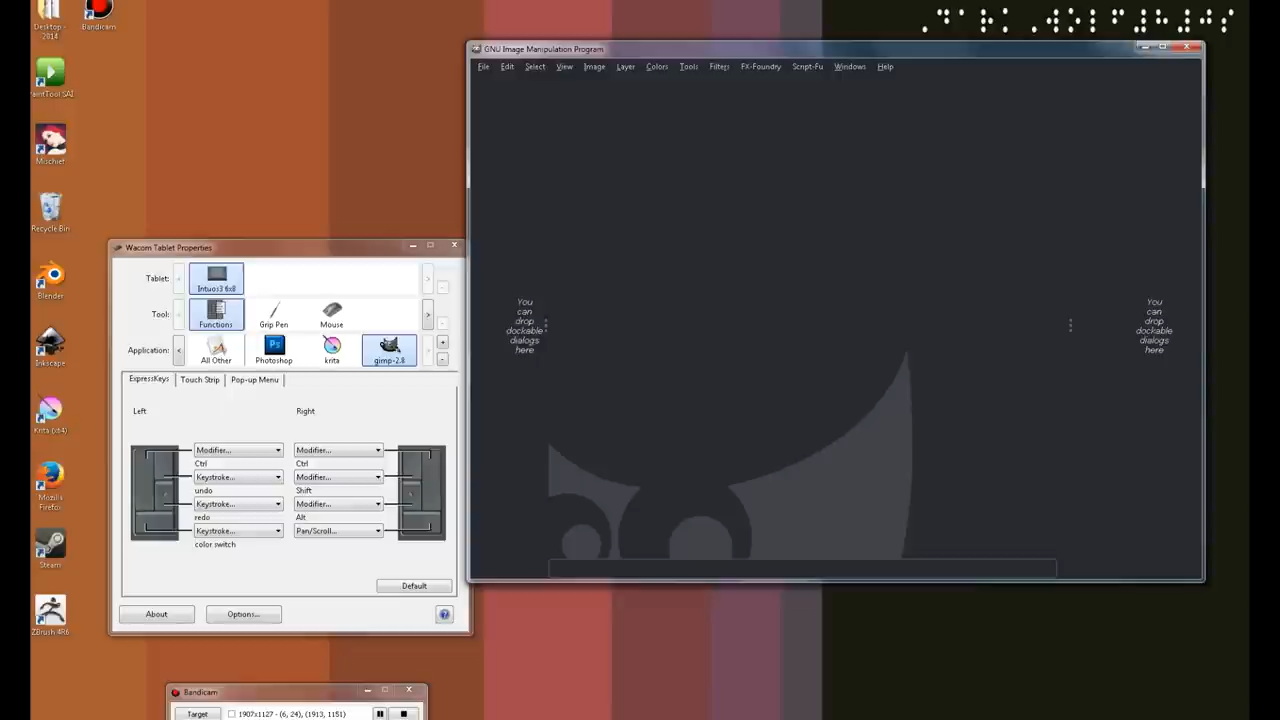 Desktop - 2014
Bandicam
PaintTool SAI
Mischief
Recycle Bin
Blender
Inkscape
Krita (x64)
Mozilla Firefox
Steam
ZBrush 4R6
GNU Image Manipulation Program
File Edit Select View Image Layer Colors Tools Filters FX-Foundry Script-Fu Windows Help
You
can
drop
dockable
dialogs
here
You
can
drop
dockable
dialogs
here
Wacom Tablet Properties
Tablet:
Intuos3 6x8
Tool:
Functions Grip Pen Mouse
Application:
All Other Photoshop krita gimp-2.8
ExpressKeys Touch Strip Pop-up Menu
Left Right
Modifier... Modifier...
Ctrl Ctrl
Keystroke... Modifier...
undo Shift
Keystroke... Modifier...
redo Alt
Keystroke... Pan/Scroll...
color switch
Default
About Options...
Bandicam
Target 1907x1127 - (6, 24), (1913, 1151)